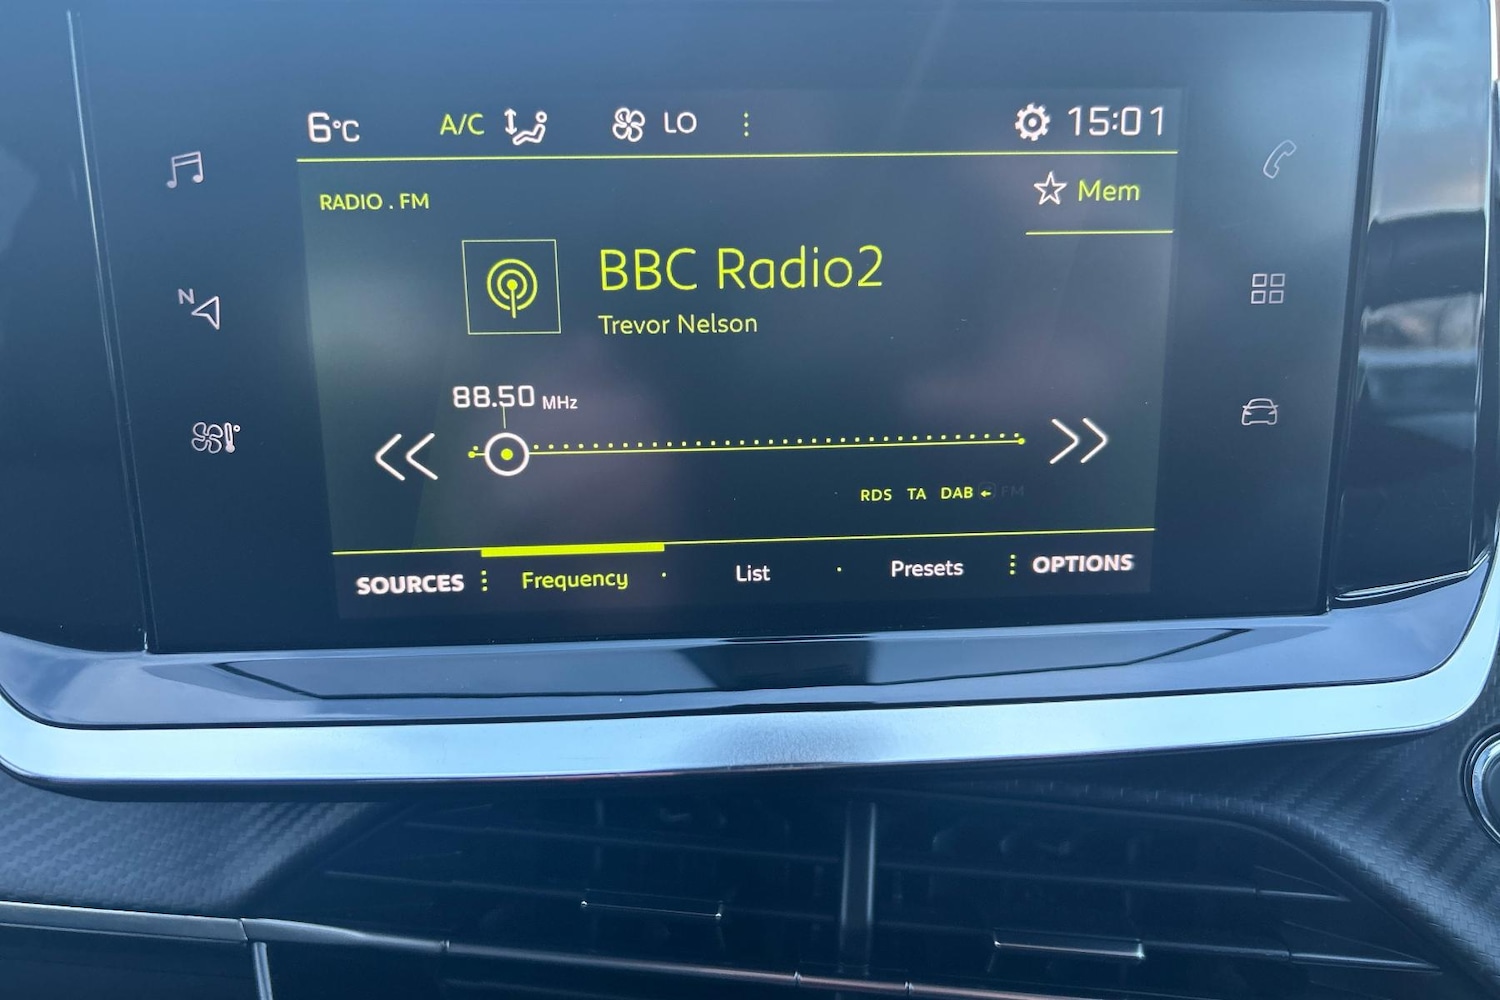 6°C A/C LO 15:01
RADIO . FM
Mem
BBC Radio2
Trevor Nelson
88.50 MHz
RDS TA DAB FM
SOURCES Frequency List Presets OPTIONS
N